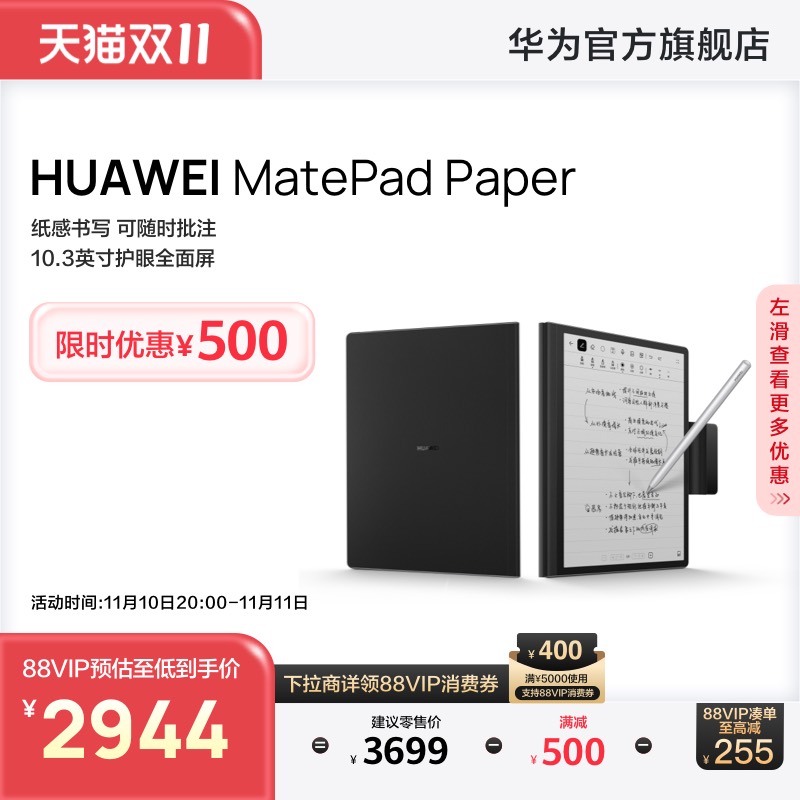 天猫双11
华为官方旗舰店
HUAWEI MatePad Paper
纸感书写 可随时批注
10.3英寸护眼全面屏
限时优惠¥500
左滑查看更多优惠
HUAWEI
活动时间:11月10日20:00-11月11日
88VIP预估至低到手价
¥2944
下拉商详领88VIP消费券
¥400
满¥5000使用
支持88VIP消费券
建议零售价
= ¥3699
满减
- ¥500
88VIP凑单
至高减
- ¥255